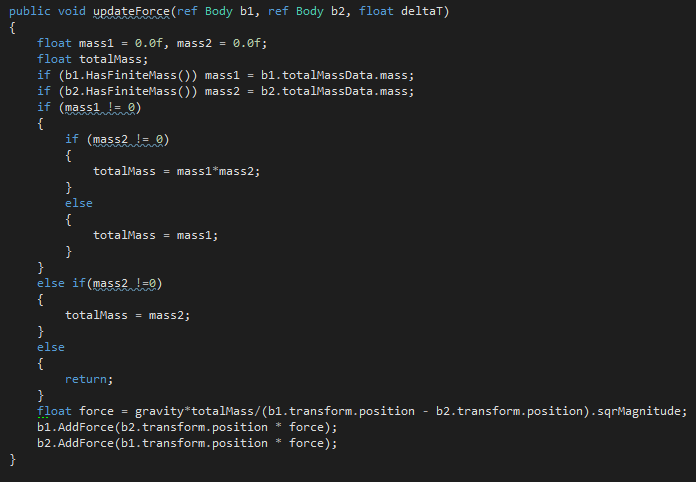 public void updateForce(ref Body b1, ref Body b2, float deltaT)
{
    float mass1 = 0.0f, mass2 = 0.0f;
    float totalMass;
    if (b1.HasFiniteMass()) mass1 = b1.totalMassData.mass;
    if (b2.HasFiniteMass()) mass2 = b2.totalMassData.mass;
    if (mass1 != 0)
    {
        if (mass2 != 0)
        {
            totalMass = mass1*mass2;
        }
        else
        {
            totalMass = mass1;
        }
    }
    else if(mass2 !=0)
    {
        totalMass = mass2;
    }
    else
    {
        return;
    }
    float force = gravity*totalMass/(b1.transform.position - b2.transform.position).sqrMagnitude;
    b1.AddForce(b2.transform.position * force);
    b2.AddForce(b1.transform.position * force);
}